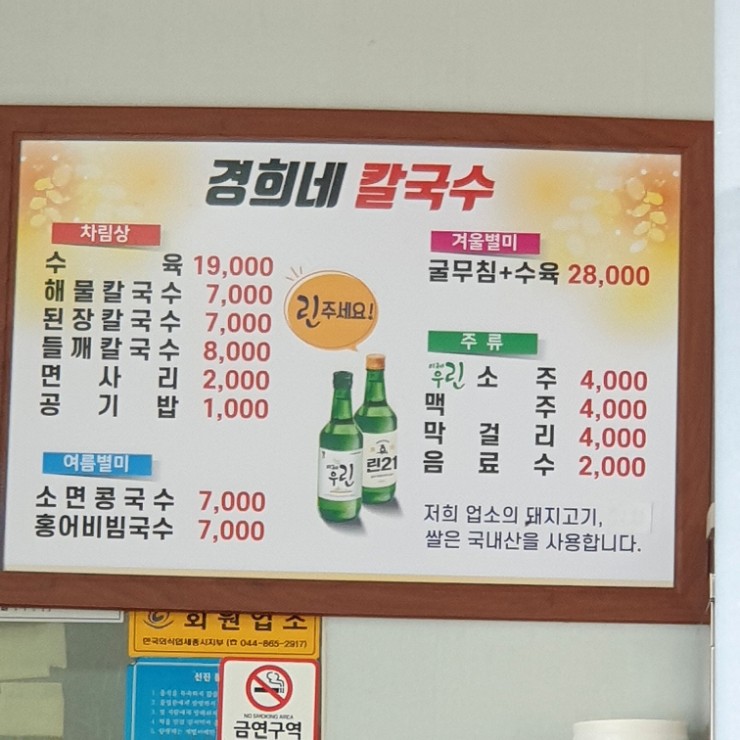 경희네 칼국수
차림상
수육 19,000
해물칼국수 7,000
된장칼국수 7,000
들깨칼국수 8,000
면사리 2,000
공기밥 1,000
여름별미
소면콩국수 7,000
홍어비빔국수 7,000
린주세요!
우린
린21
겨울별미
굴무침+수육 28,000
주류
우린 소주 4,000
맥주 4,000
막걸리 4,000
음료수 2,000
저희 업소의 돼지고기,
쌀은 국내산을 사용합니다.
회원업소
(☎ 044-865-2917)
NO SMOKING AREA
금연구역